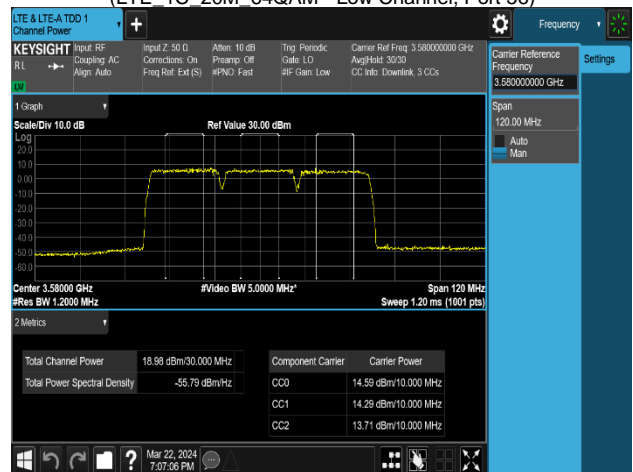 (LTE_1C_20M_64QAM - Low Channel, Port 38)
LTE & LTE-A TDD 1
Channel Power
Frequency
KEYSIGHT
RL
Input: RF
Coupling: AC
Align: Auto
Input Z: 50 Ω
Corrections: On
Freq Ref: Ext (S)
Atten: 10 dB
Preamp: Off
#PNO: Fast
Trig: Periodic
Gate: LO
#IF Gain: Low
Carrier Ref Freq: 3.580000000 GHz
Avg|Hold: 30/30
CC Info: Downlink, 3 CCs
Carrier Reference
Frequency
3.580000000 GHz
Settings
Span
120.00 MHz
Auto
Man
1 Graph
Scale/Div 10.0 dB
Ref Value 30.00 dBm
Log
20.0
10.0
0.00
-10.0
-20.0
-30.0
-40.0
-50.0
-60.0
Center 3.58000 GHz
#Video BW 5.0000 MHz*
Span 120 MHz
#Res BW 1.2000 MHz
Sweep 1.20 ms (1001 pts)
2 Metrics
Total Channel Power 18.98 dBm/30.000 MHz
Total Power Spectral Density -55.79 dBm/Hz
Component Carrier Carrier Power
CC0 14.59 dBm/10.000 MHz
CC1 14.29 dBm/10.000 MHz
CC2 13.71 dBm/10.000 MHz
?
Mar 22, 2024
7:07:06 PM